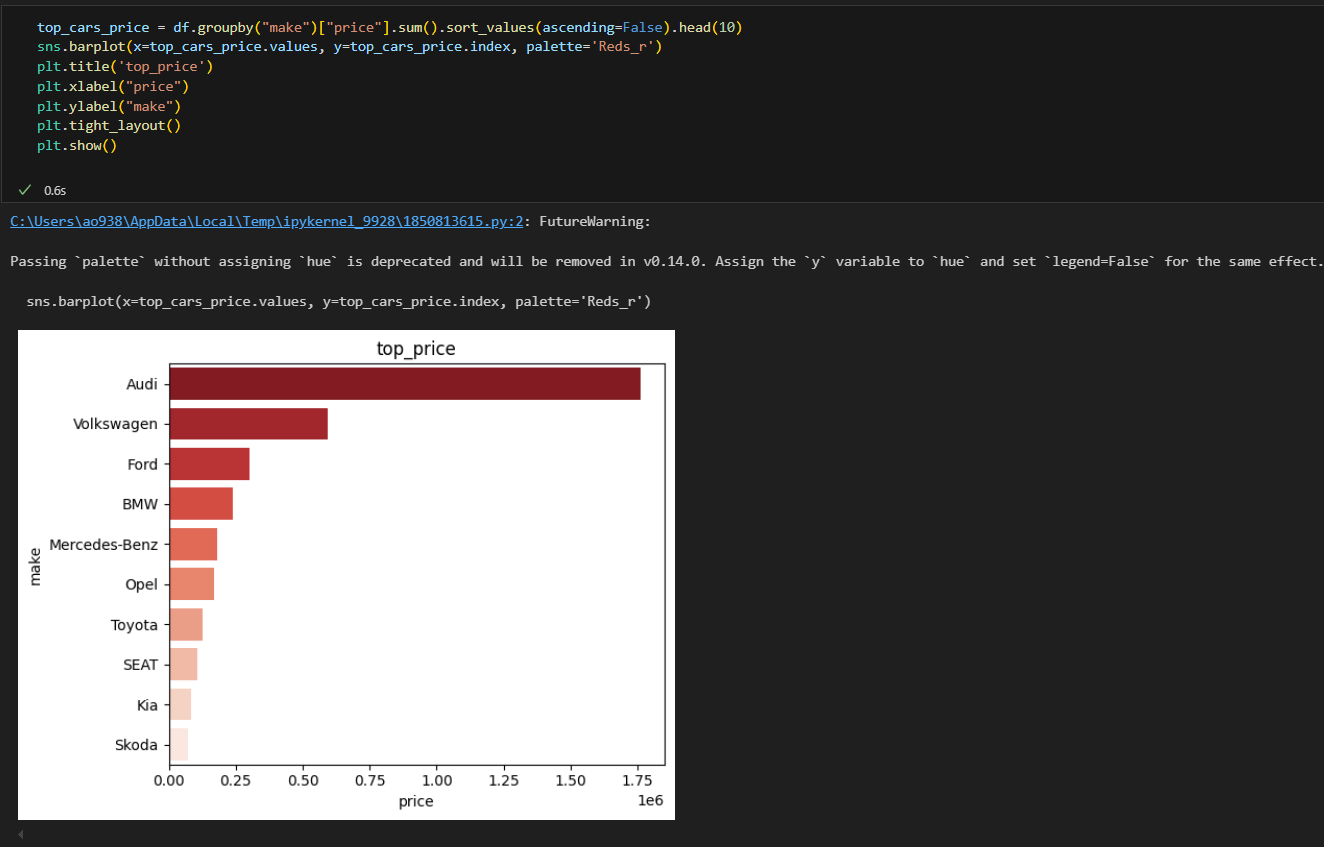 top_cars_price = df.groupby("make")["price"].sum().sort_values(ascending=False).head(10)
sns.barplot(x=top_cars_price.values, y=top_cars_price.index, palette='Reds_r')
plt.title('top_price')
plt.xlabel("price")
plt.ylabel("make")
plt.tight_layout()
plt.show()
0.6s
C:\Users\ao938\AppData\Local\Temp\ipykernel_9928\1850813615.py:2: FutureWarning:
Passing `palette` without assigning `hue` is deprecated and will be removed in v0.14.0. Assign the `y` variable to `hue` and set `legend=False` for the same effect.
sns.barplot(x=top_cars_price.values, y=top_cars_price.index, palette='Reds_r')
top_price
Audi
Volkswagen
Ford
BMW
Mercedes-Benz
Opel
Toyota
SEAT
Kia
Skoda
make
0.00 0.25 0.50 0.75 1.00 1.25 1.50 1.75
price
1e6